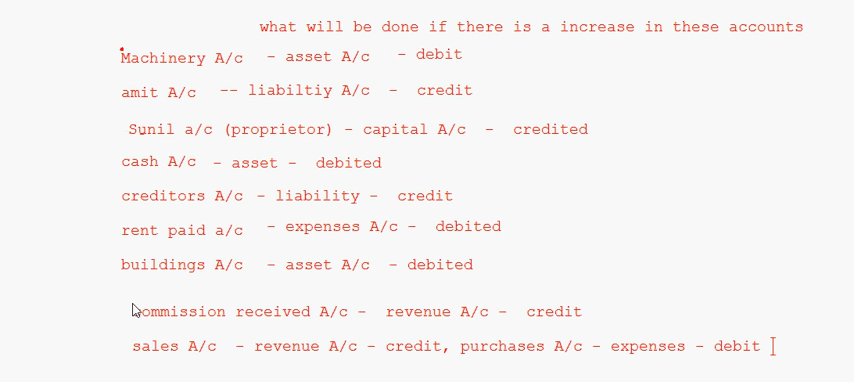 what will be done if there is a increase in these accounts
Machinery A/c - asset A/c - debit
amit A/c -- liabiltiy A/c - credit
Sunil a/c (proprietor) - capital A/c - credited
cash A/c - asset - debited
creditors A/c - liability - credit
rent paid a/c - expenses A/c - debited
buildings A/c - asset A/c - debited
commission received A/c - revenue A/c - credit
sales A/c - revenue A/c - credit, purchases A/c - expenses - debit